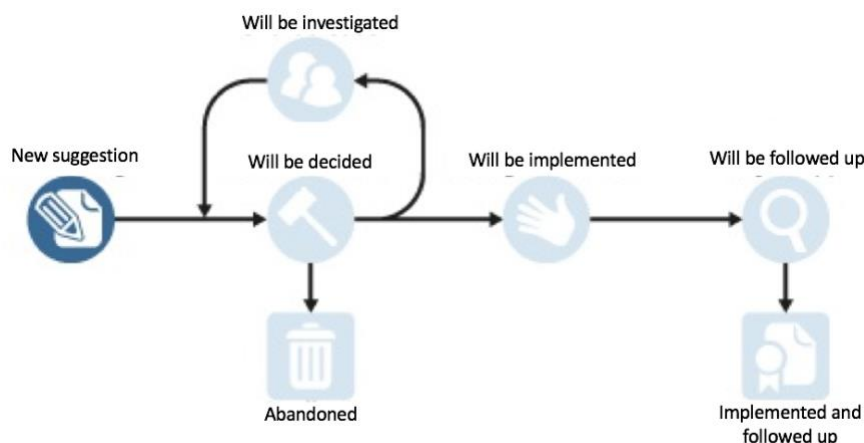 Will be investigated
New suggestion
Will be decided
Will be implemented
Will be followed up
Abandoned
Implemented and
followed up